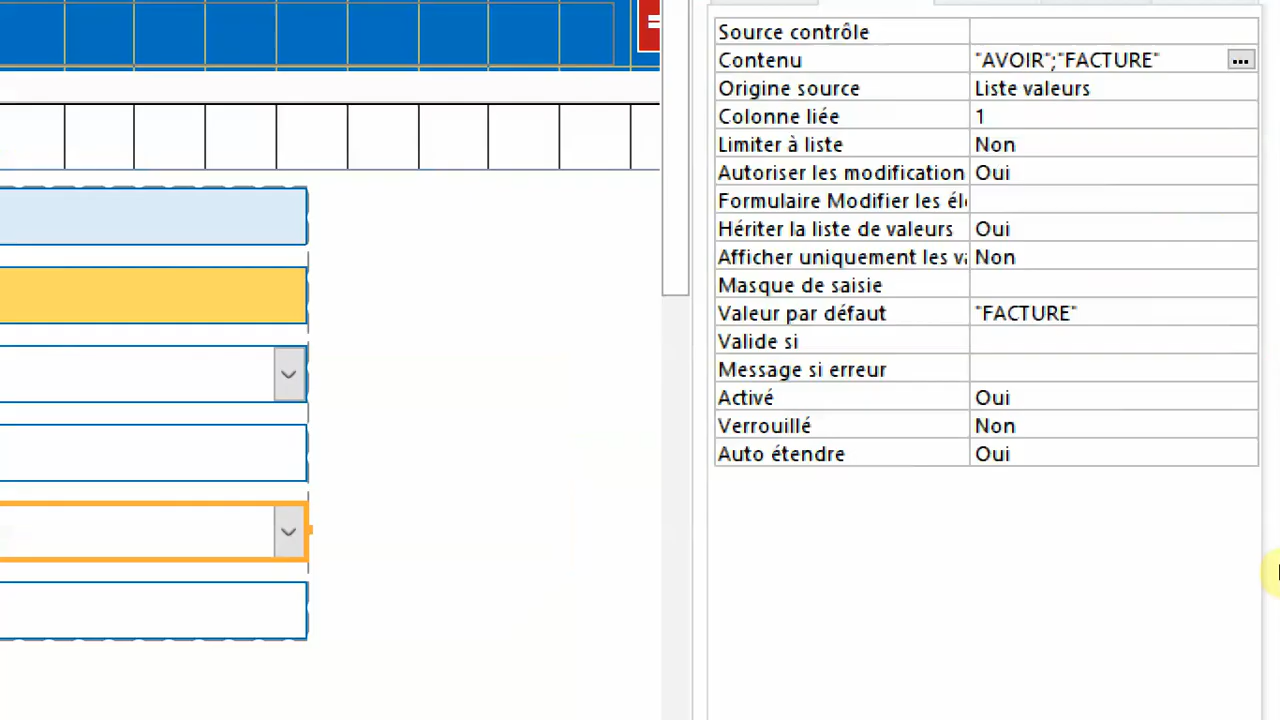 Source contrôle
Contenu "AVOIR";"FACTURE" ...
Origine source Liste valeurs
Colonne liée 1
Limiter à liste Non
Autoriser les modification Oui
Formulaire Modifier les élé
Hériter la liste de valeurs Oui
Afficher uniquement les va Non
Masque de saisie
Valeur par défaut "FACTURE"
Valide si
Message si erreur
Activé Oui
Verrouillé Non
Auto étendre Oui